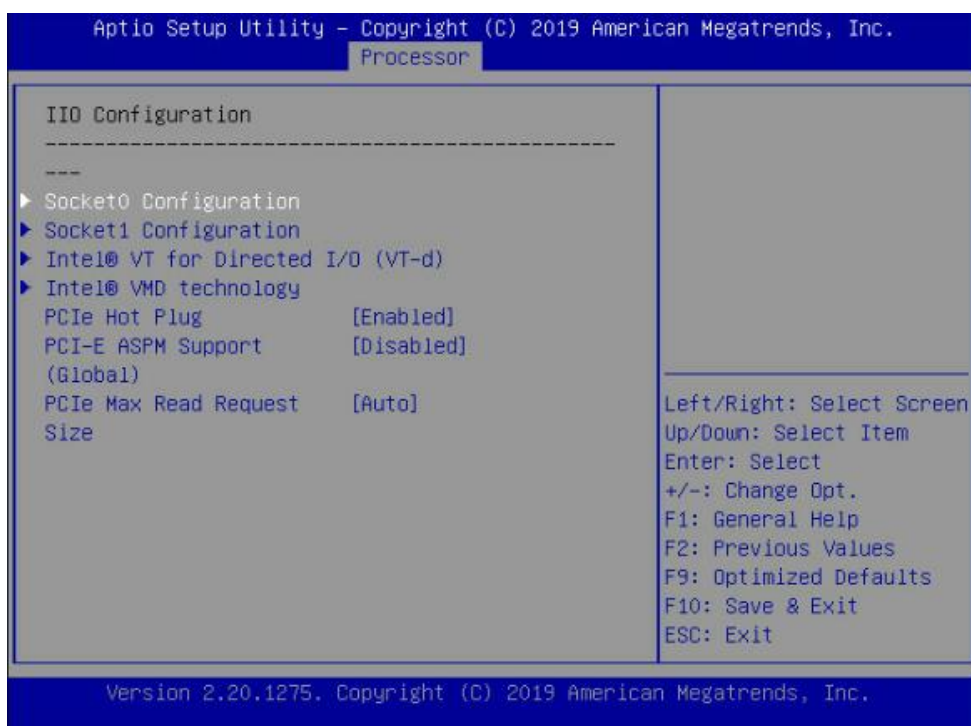 Aptio Setup Utility – Copyright (C) 2019 American Megatrends, Inc.
Processor
IIO Configuration
-----------------------------------------------
---
Socket0 Configuration
Socket1 Configuration
Intel® VT for Directed I/O (VT-d)
Intel® VMD technology
PCIe Hot Plug [Enabled]
PCI-E ASPM Support [Disabled]
(Global)
PCIe Max Read Request [Auto]
Size
Left/Right: Select Screen
Up/Down: Select Item
Enter: Select
+/-: Change Opt.
F1: General Help
F2: Previous Values
F9: Optimized Defaults
F10: Save & Exit
ESC: Exit
Version 2.20.1275. Copyright (C) 2019 American Megatrends, Inc.